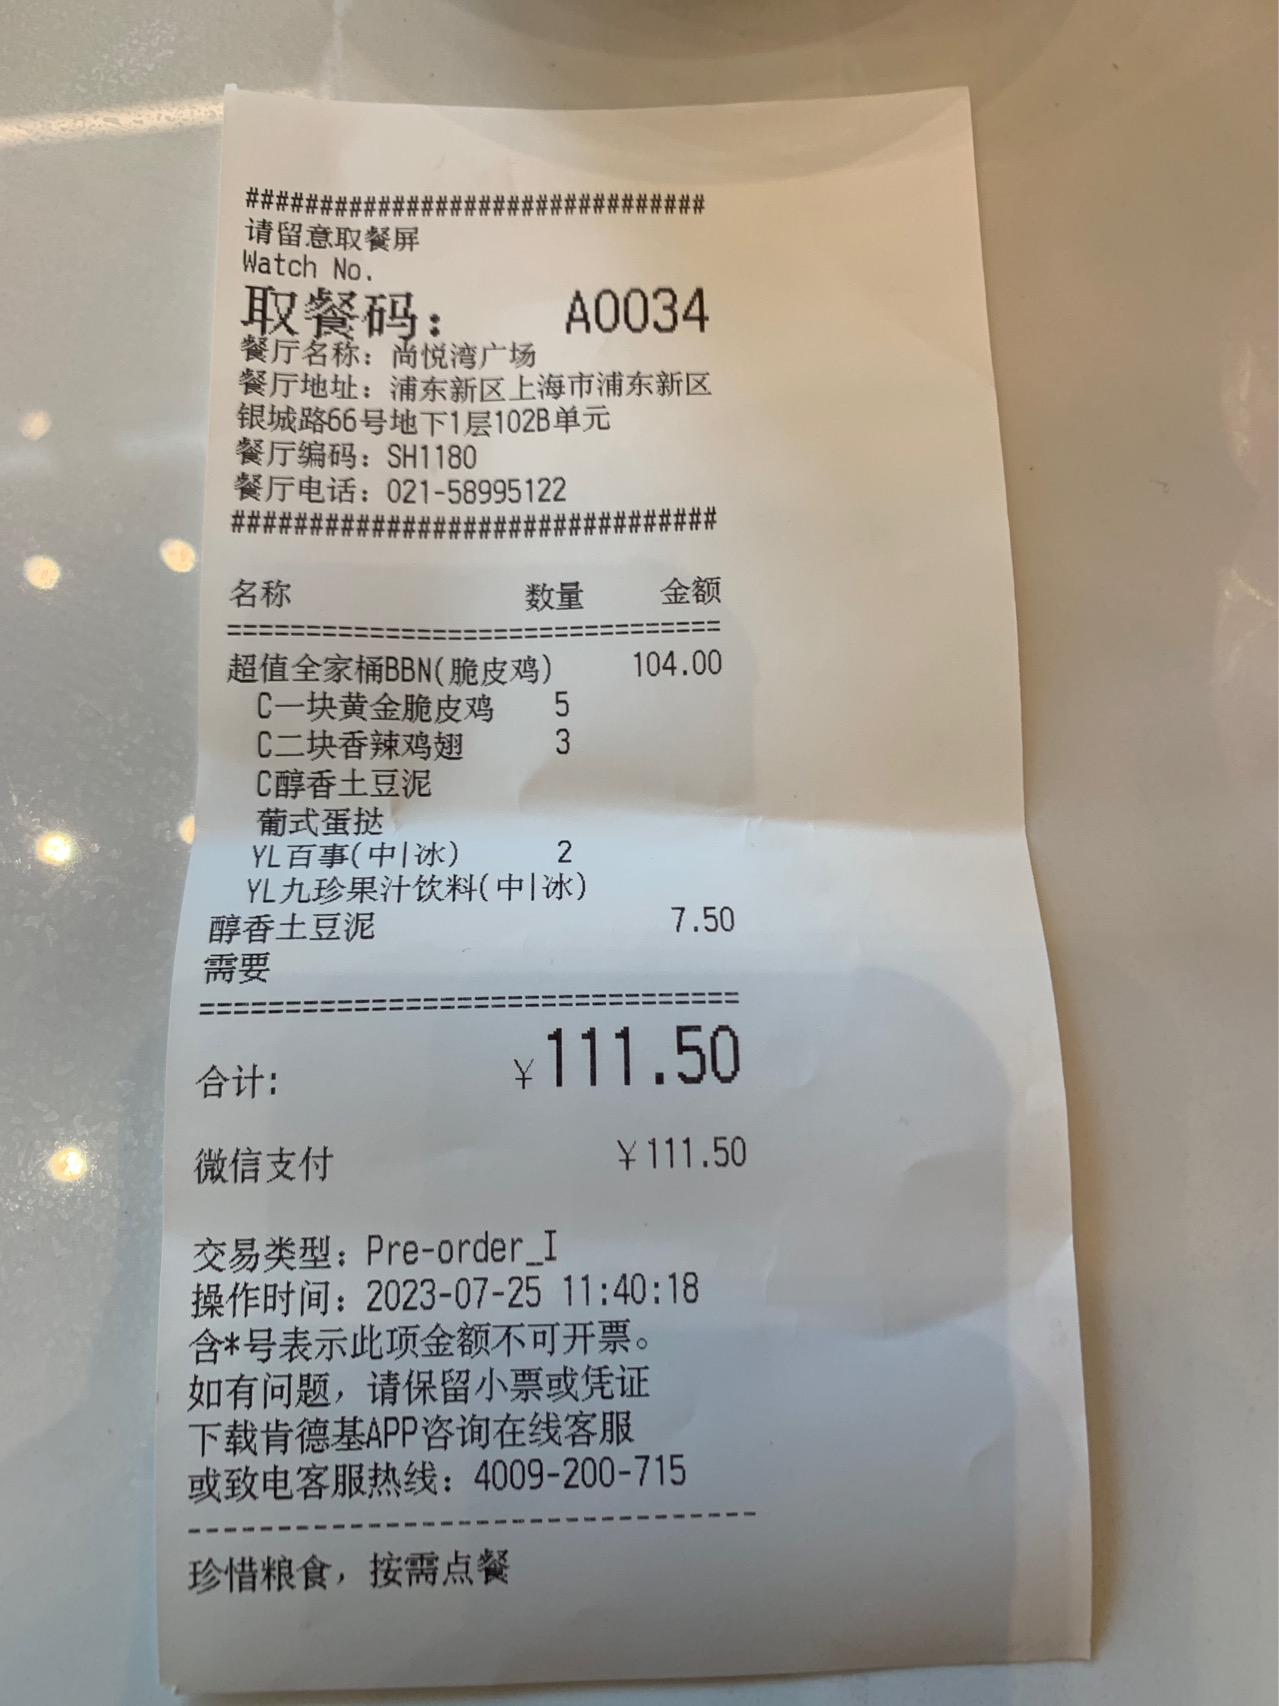 ###############################
请留意取餐屏
Watch No.
取餐码： A0034
餐厅名称：尚悦湾广场
餐厅地址：浦东新区上海市浦东新区
银城路66号地下1层102B单元
餐厅编码：SH1180
餐厅电话：021-58995122
###############################
名称 数量 金额
===============================
超值全家桶BBN(脆皮鸡) 104.00
C一块黄金脆皮鸡 5
C二块香辣鸡翅 3
C醇香土豆泥
葡式蛋挞
YL百事(中|冰) 2
YL九珍果汁饮料(中|冰)
醇香土豆泥 7.50
需要
===============================
合计: ¥111.50
微信支付 ¥111.50
交易类型：Pre-order_I
操作时间：2023-07-25 11:40:18
含*号表示此项金额不可开票。
如有问题，请保留小票或凭证
下载肯德基APP咨询在线客服
或致电客服热线：4009-200-715
-------------------------------
珍惜粮食，按需点餐